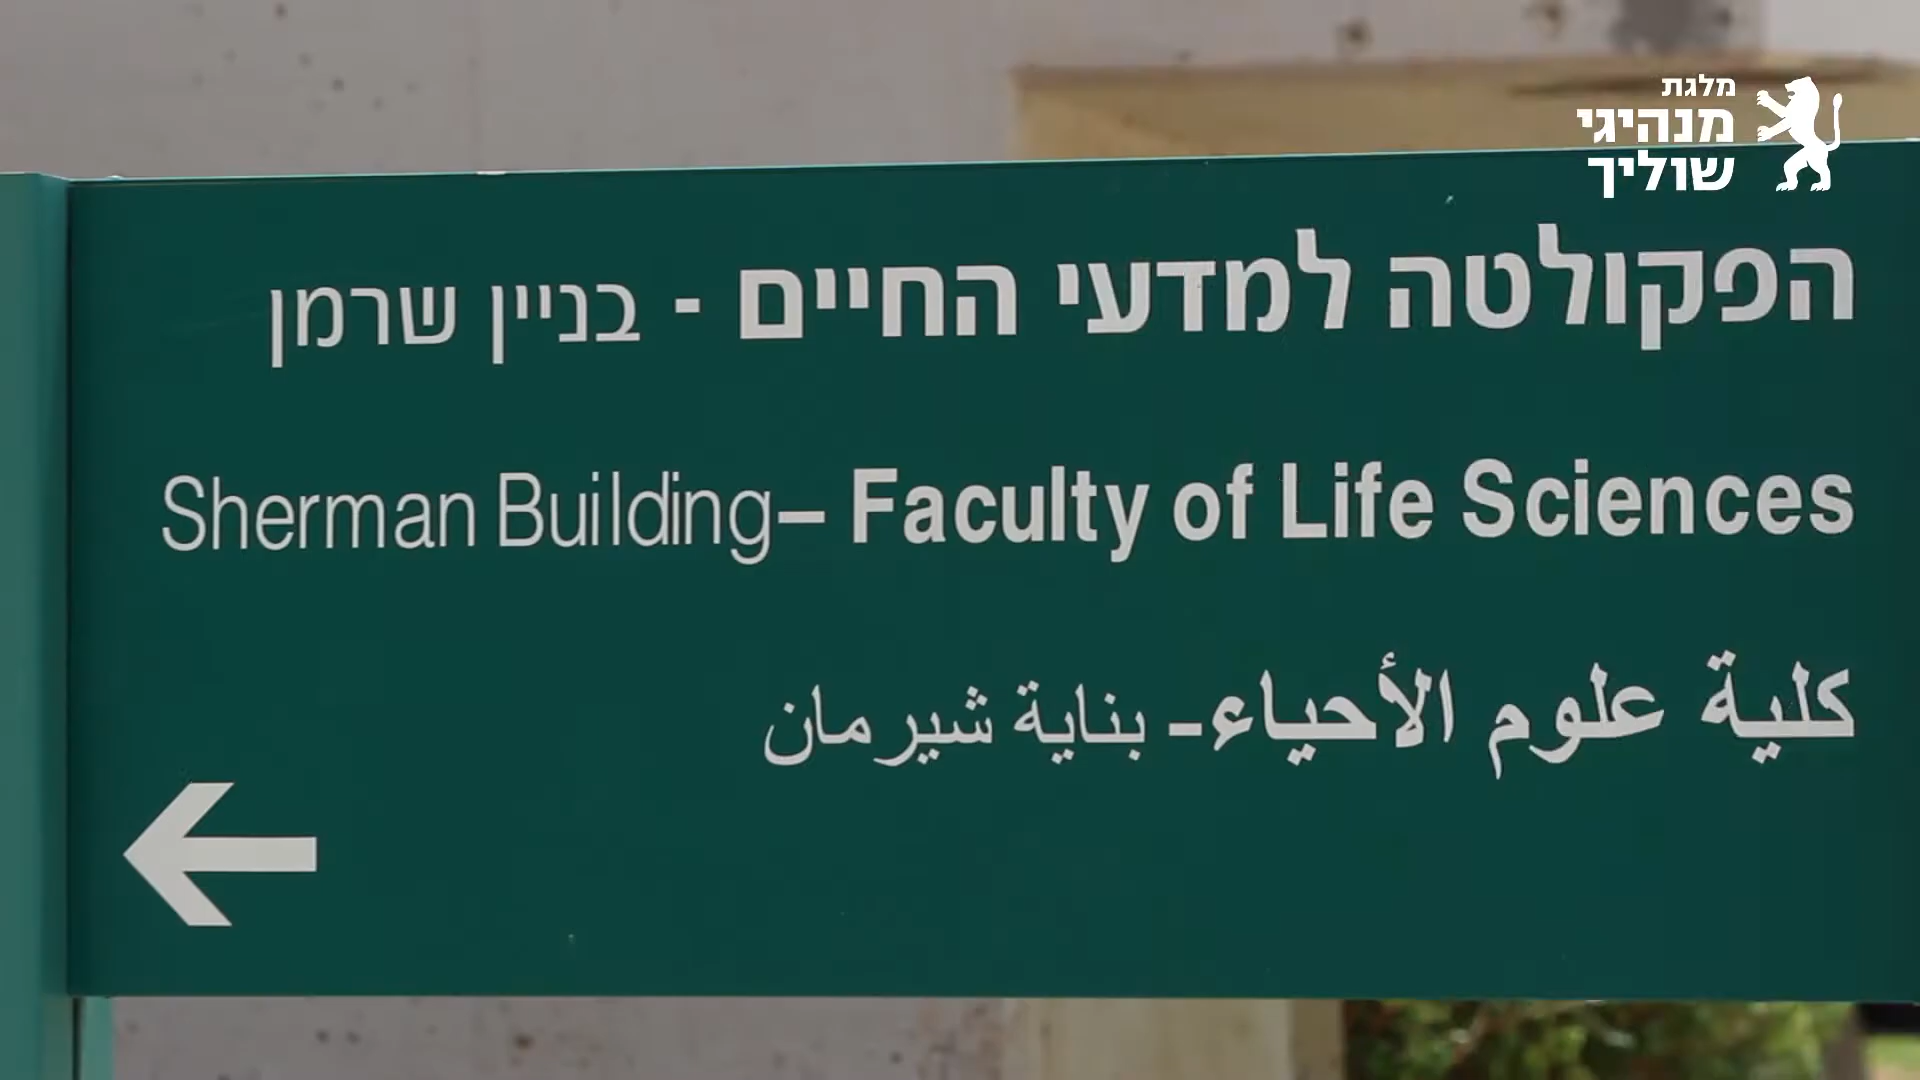 מלגת
מנהיגי
שוליך
הפקולטה למדעי החיים - בניין שרמן
Sherman Building– Faculty of Life Sciences
كلية علوم الأحياء- بناية شيرمان